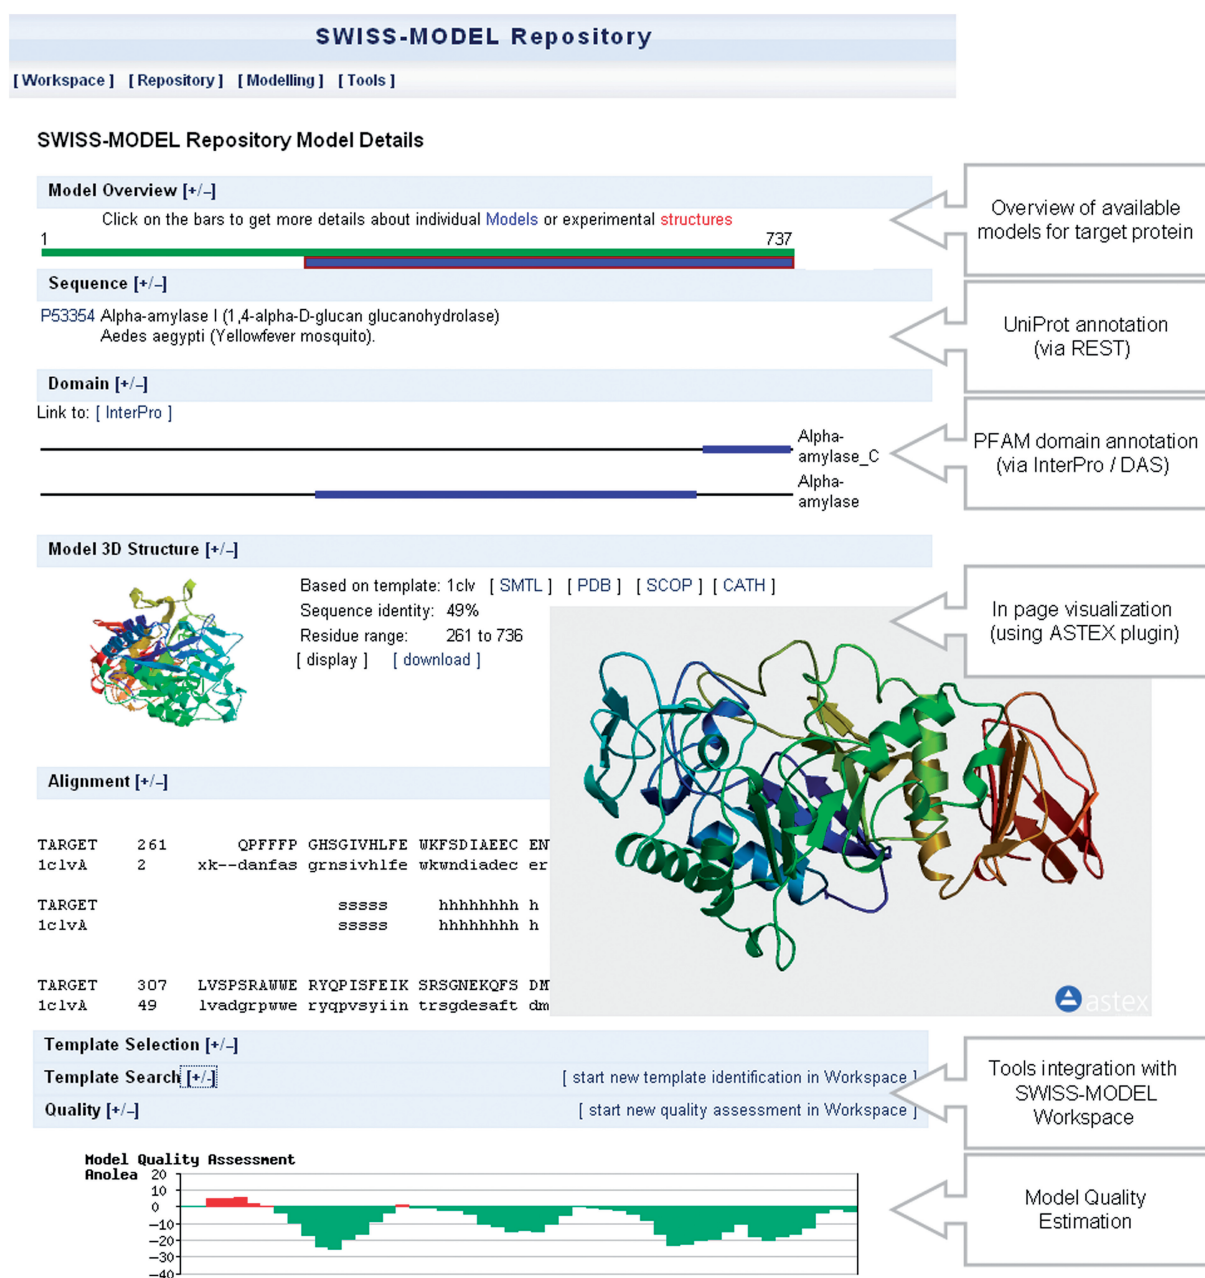 SWISS-MODEL Repository
[ Workspace ] [ Repository ] [ Modelling ] [ Tools ]
SWISS-MODEL Repository Model Details
Model Overview [+/–]
Click on the bars to get more details about individual Models or experimental structures
1 737
Overview of available
models for target protein
Sequence [+/–]
P53354 Alpha-amylase I (1,4-alpha-D-glucan glucanohydrolase)
Aedes aegypti (Yellowfever mosquito).
UniProt annotation
(via REST)
Domain [+/–]
Link to: [ InterPro ]
Alpha-
amylase_C
Alpha-
amylase
PFAM domain annotation
(via InterPro / DAS)
Model 3D Structure [+/–]
Based on template: 1clv [ SMTL ] [ PDB ] [ SCOP ] [ CATH ]
Sequence identity: 49%
Residue range: 261 to 736
[ display ] [ download ]
In page visualization
(using ASTEX plugin)
Alignment [+/–]
TARGET 261 QPFFFP GHSGIVHLFE WKFSDIAEEC EN
1clvA 2 xk--danfas grnsivhlfe wkwndiadec er
TARGET sssss hhhhhhhh h
1clvA sssss hhhhhhhh h
TARGET 307 LVSPSRAWWE RYQPISFEIK SRSGNEKQFS DM
1clvA 49 lvadgrpwwe ryqpvsyiin trsgdesaft dm
astex
Template Selection [+/–]
Template Search [+/–] [ start new template identification in Workspace ]
Quality [+/–] [ start new quality assessment in Workspace ]
Tools integration with
SWISS-MODEL
Workspace
Model Quality Assessment
Anolea 20
10
0
–10
–20
–30
–40
Model Quality
Estimation